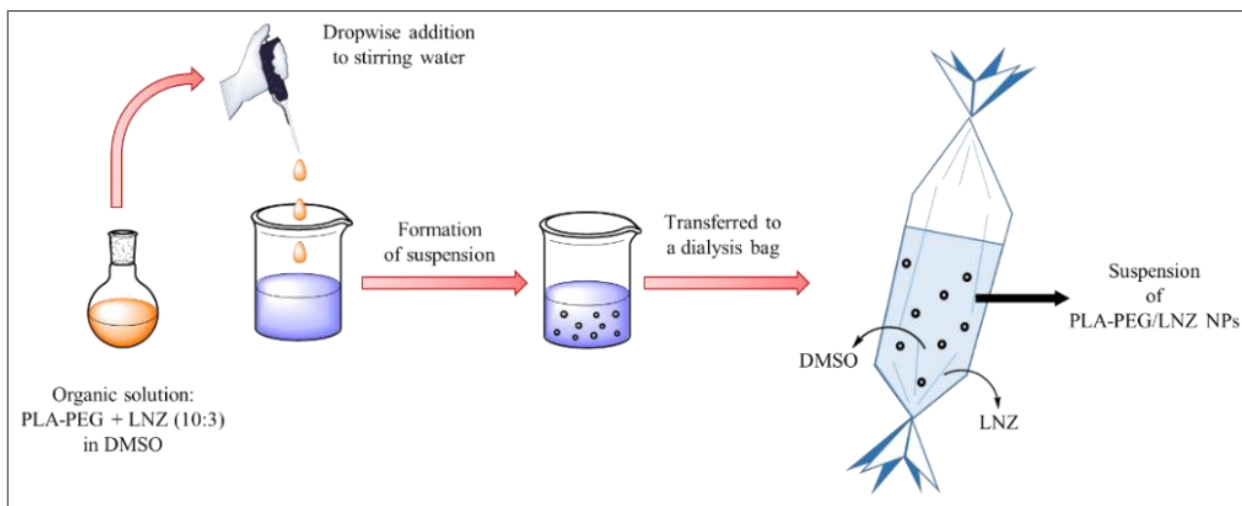 Dropwise addition
to stirring water
Formation
of suspension
Transferred to
a dialysis bag
Suspension
of
PLA-PEG/LNZ NPs
DMSO
LNZ
Organic solution:
PLA-PEG + LNZ (10:3)
in DMSO